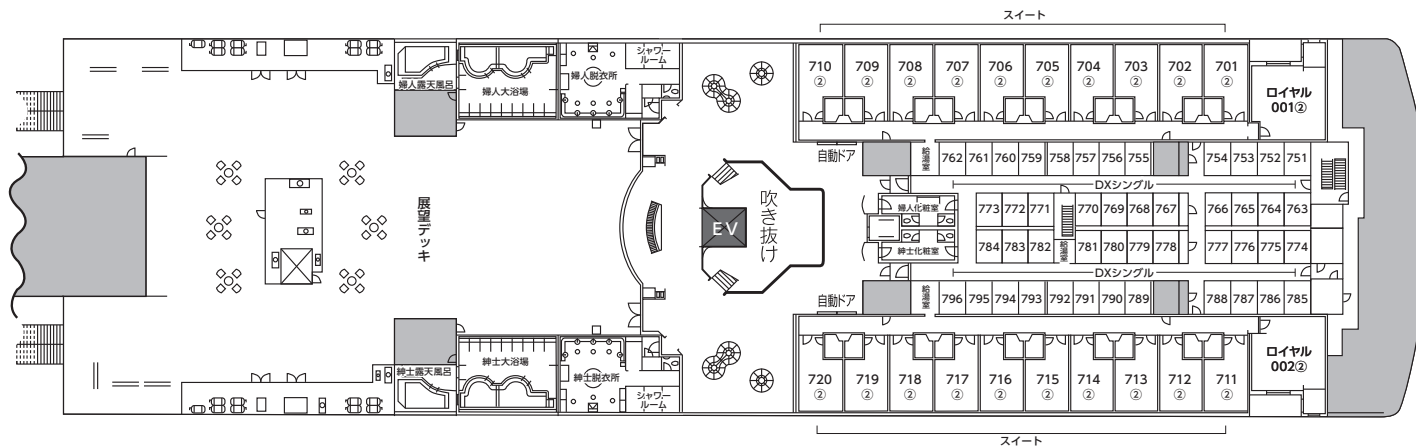 スイート
710
②
709
②
708
②
707
②
706
②
705
②
704
②
703
②
702
②
701
②
ロイヤル
001②
婦人露天風呂
婦人大浴場
婦人脱衣所
シャワー
ルーム
自動ドア
給湯室
762 761 760 759 758 757 756 755 754 753 752 751
DXシングル
展望デッキ
EV
吹き抜け
婦人化粧室
紳士化粧室
773 772 771 770 769 768 767 766 765 764 763
784 783 782 給湯室 781 780 779 778 777 776 775 774
DXシングル
自動ドア
給湯室
796 795 794 793 792 791 790 789 788 787 786 785
紳士露天風呂
紳士大浴場
紳士脱衣所
シャワー
ルーム
720
②
719
②
718
②
717
②
716
②
715
②
714
②
713
②
712
②
711
②
ロイヤル
002②
スイート